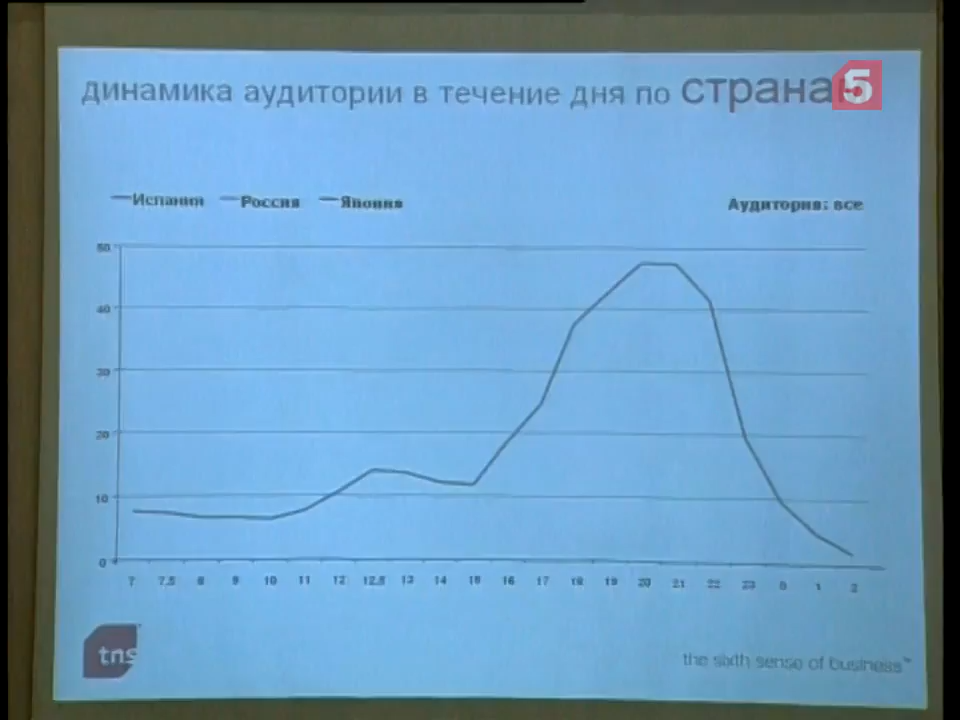 динамика аудитории в течение дня по странам
5
Испания Россия Япония
Аудитория: все
50
40
30
20
10
0
7 7.5 8 9 10 11 12 12.5 13 14 15 16 17 18 19 20 21 22 23 0 1 2
tns
the sixth sense of business™